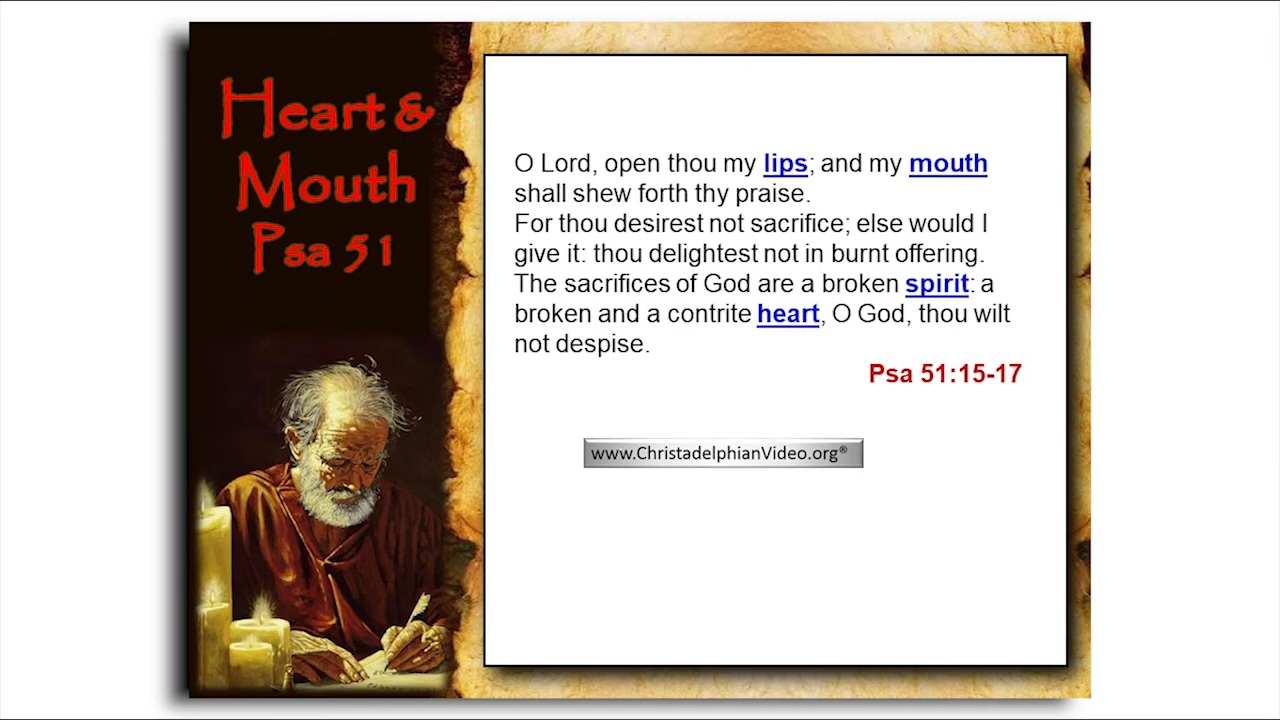 Heart &
Mouth
Psa 51
O Lord, open thou my lips; and my mouth
shall shew forth thy praise.
For thou desirest not sacrifice; else would I
give it: thou delightest not in burnt offering.
The sacrifices of God are a broken spirit: a
broken and a contrite heart, O God, thou wilt
not despise.
Psa 51:15-17
www.ChristadelphianVideo.org®